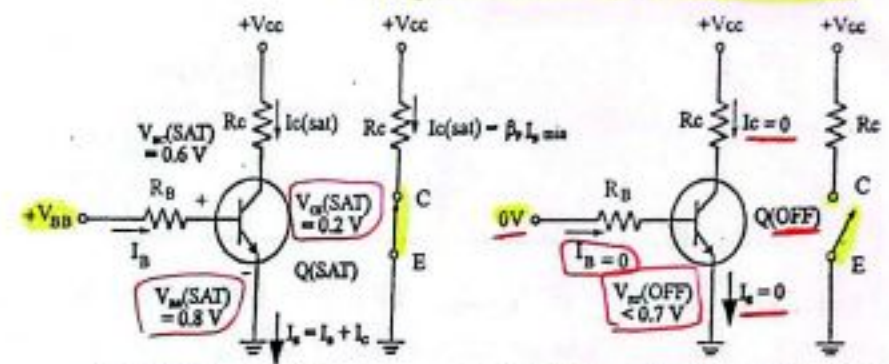 +Vcc
+Vcc
Rc
Ic(sat)
Rc
Ic(sat) = βF IB min
VBC(SAT)
= 0.6 V
RB
+
+VBB
IB
VCE(SAT)
= 0.2 V
C
E
Q(SAT)
-
VBE(SAT)
= 0.8 V
IE = IB + IC
+Vcc
+Vcc
Rc
Ic = 0
Rc
RB
0V
IB = 0
Q(OFF)
C
E
VBE(OFF)
< 0.7 V
IE = 0